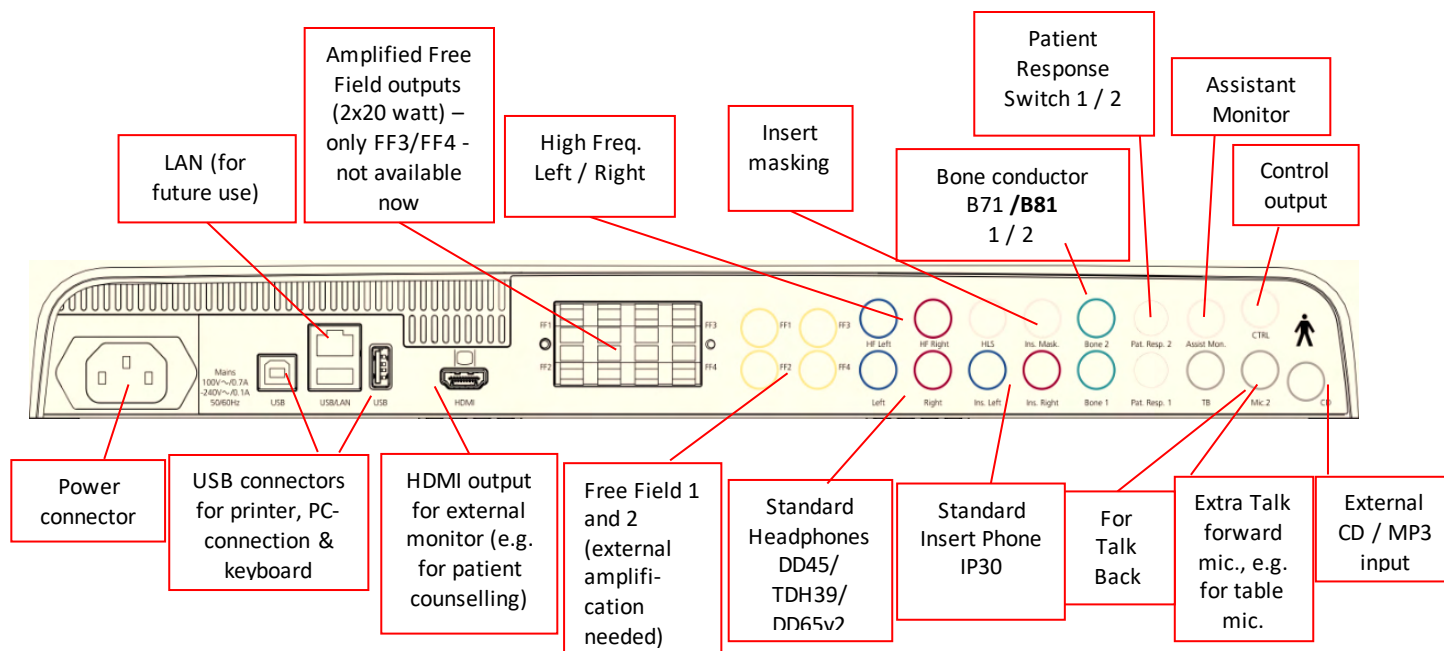 Amplified Free
Field outputs
(2x20 watt) –
only FF3/FF4 -
not available
now
Patient
Response
Switch 1 / 2
Assistant
Monitor
LAN (for
future use)
High Freq.
Left / Right
Insert
masking
Bone conductor
B71 /B81
1 / 2
Control
output
FF1
FF3
FF2
FF4
FF1
FF3
FF2
FF4
HF Left
HF Right
HLS
Ins. Mask.
Bone 2
Pat. Resp. 2
Assist Mon.
CTRL
Mains
100V~/0.7A
-240V~/0.1A
50/60Hz
USB
USB/LAN
USB
HDMI
Left
Right
Ins. Left
Ins. Right
Bone 1
Pat. Resp. 1
TB
Mic.2
CD
Power
connector
USB connectors
for printer, PC-
connection &
keyboard
HDMI output
for external
monitor (e.g.
for patient
counselling)
Free Field 1
and 2
(external
amplifi-
cation
needed)
Standard
Headphones
DD45/
TDH39/
DD65v2
Standard
Insert Phone
IP30
For
Talk
Back
Extra Talk
forward
mic., e.g.
for table
mic.
External
CD / MP3
input